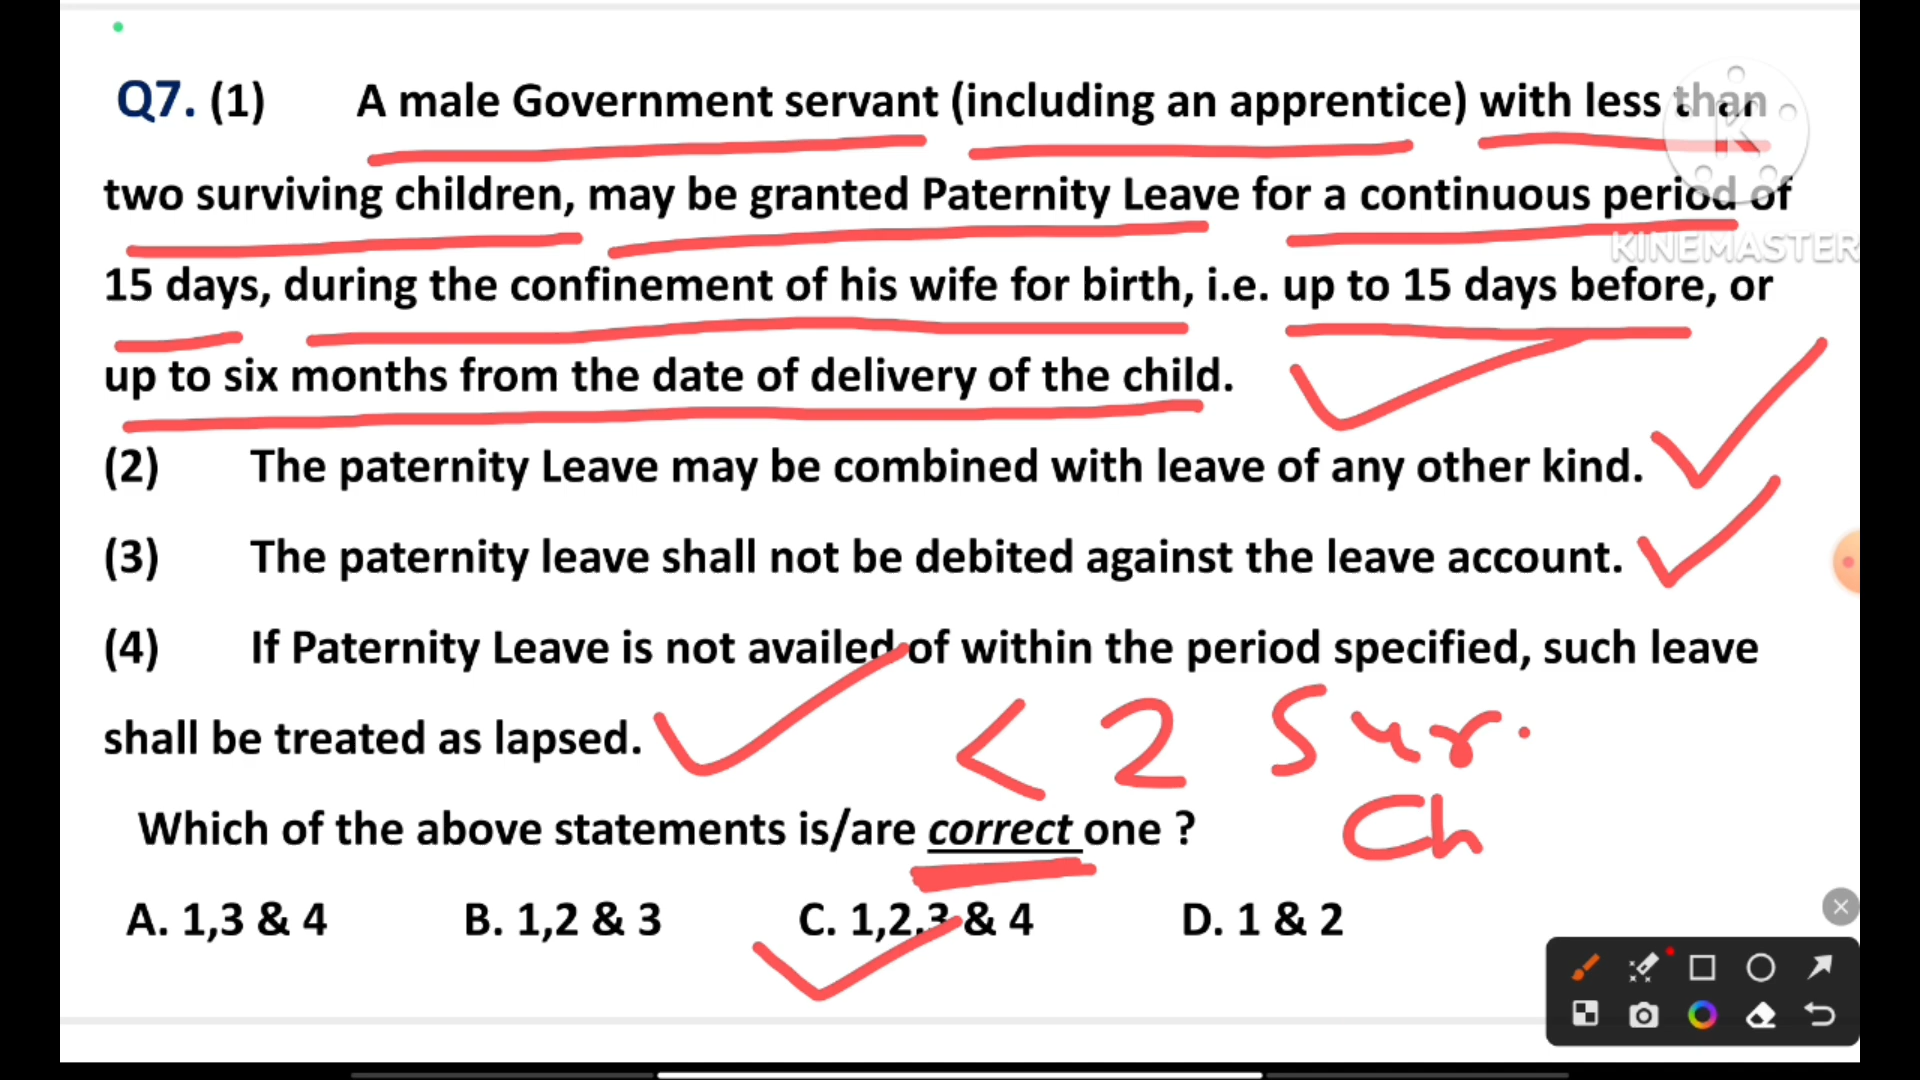 Q7. (1) A male Government servant (including an apprentice) with less than
two surviving children, may be granted Paternity Leave for a continuous period of
KINEMASTER
15 days, during the confinement of his wife for birth, i.e. up to 15 days before, or
up to six months from the date of delivery of the child.
(2) The paternity Leave may be combined with leave of any other kind.
(3) The paternity leave shall not be debited against the leave account.
(4) If Paternity Leave is not availed of within the period specified, such leave
shall be treated as lapsed.
< 2 Sur.
Ch
Which of the above statements is/are correct one ?
A. 1,3 & 4 B. 1,2 & 3 C. 1,2,3 & 4 D. 1 & 2